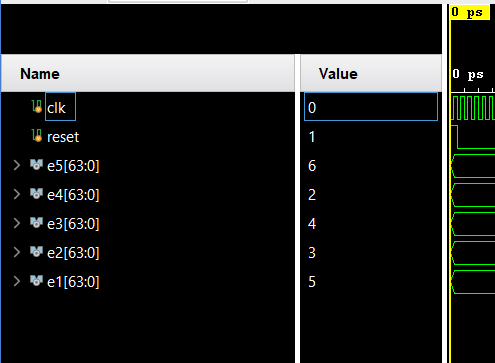 0 ps
Name Value 0 ps
clk 0
reset 1
e5[63:0] 6
e4[63:0] 2
e3[63:0] 4
e2[63:0] 3
e1[63:0] 5